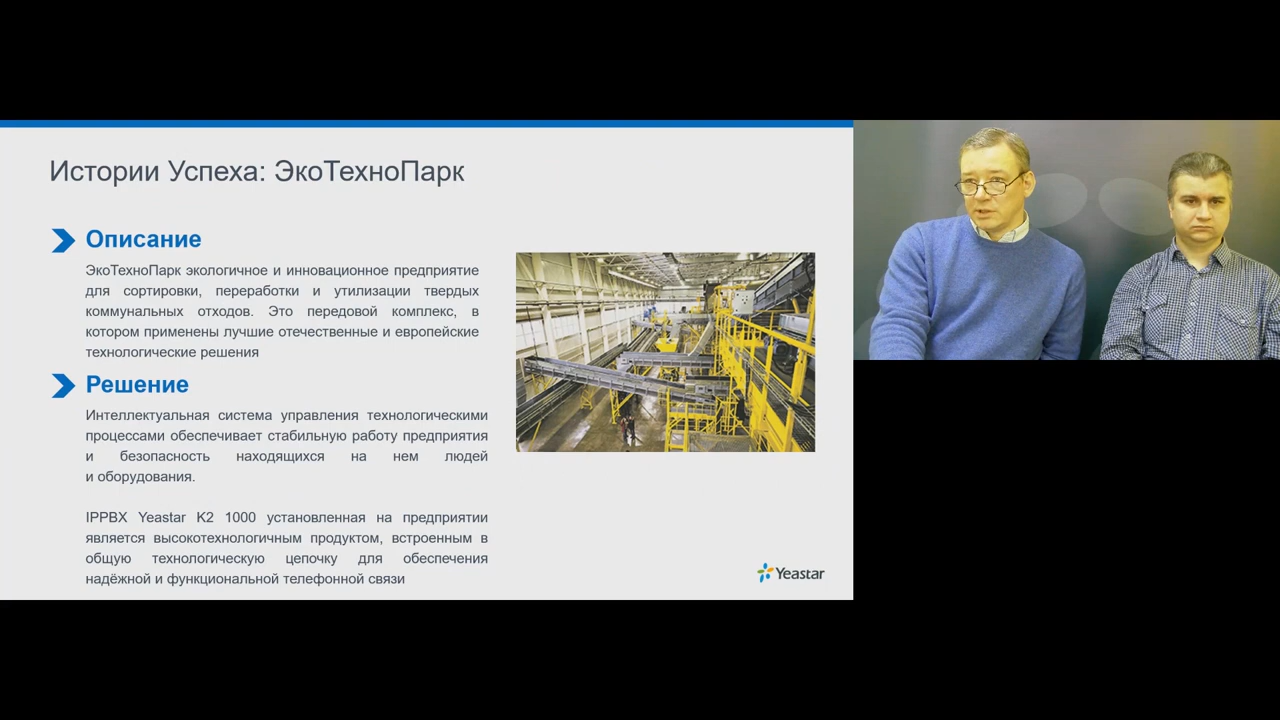 Истории Успеха: ЭкоТехноПарк
Описание
ЭкоТехноПарк экологичное и инновационное предприятие
для сортировки, переработки и утилизации твердых
коммунальных отходов. Это передовой комплекс, в
котором применены лучшие отечественные и европейские
технологические решения
Решение
Интеллектуальная система управления технологическими
процессами обеспечивает стабильную работу предприятия
и безопасность находящихся на нем людей
и оборудования.
IPPBX Yeastar K2 1000 установленная на предприятии
является высокотехнологичным продуктом, встроенным в
общую технологическую цепочку для обеспечения
надёжной и функциональной телефонной связи
Yeastar